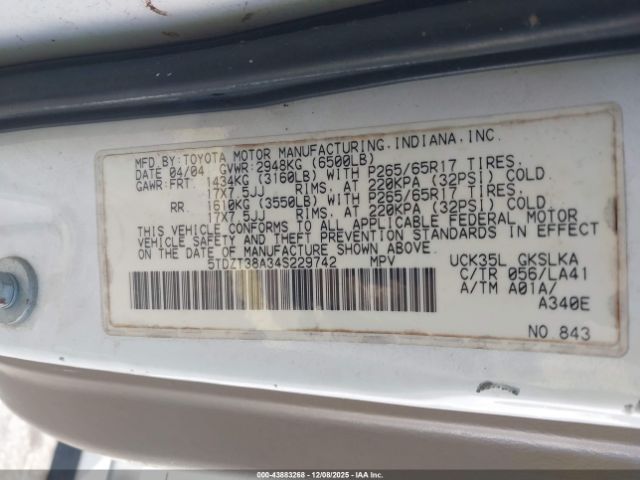 MFD.BY:TOYOTA MOTOR MANUFACTURING.INDIANA.INC.
DATE 04/04 GVWR:2948KG (6500LB)
GAWR:FRT. 1434KG (3160LB) WITH P265/65R17 TIRES.
17X7.5JJ RIMS. AT 220KPA (32PSI) COLD
RR 1610KG (3550LB) WITH P265/65R17 TIRES.
17X7.5JJ RIMS. AT 220KPA (32PSI) COLD
THIS VEHICLE CONFORMS TO ALL APPLICABLE FEDERAL MOTOR
VEHICLE SAFETY AND BUMPER THEFT PREVENTION STANDARDS IN EFFECT
ON THE DATE OF MANUFACTURE SHOWN ABOVE.
5TDZT38A34S229742 MPV UCK35L GKSLKA
C/TR 056/LA41
A/TM A01A/
A340E
NO 843
00-43883268 - 12/08/2025 - IAAI.COM